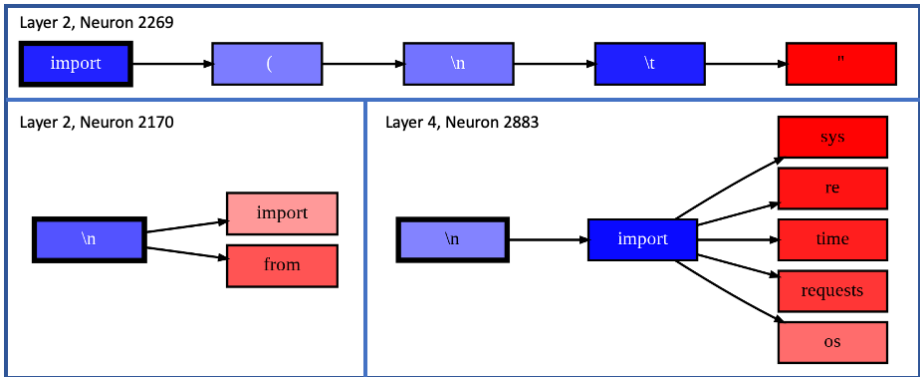 Layer 2, Neuron 2269
import ( \n \t "
Layer 2, Neuron 2170
\n
import
from
Layer 4, Neuron 2883
\n import
sys
re
time
requests
os